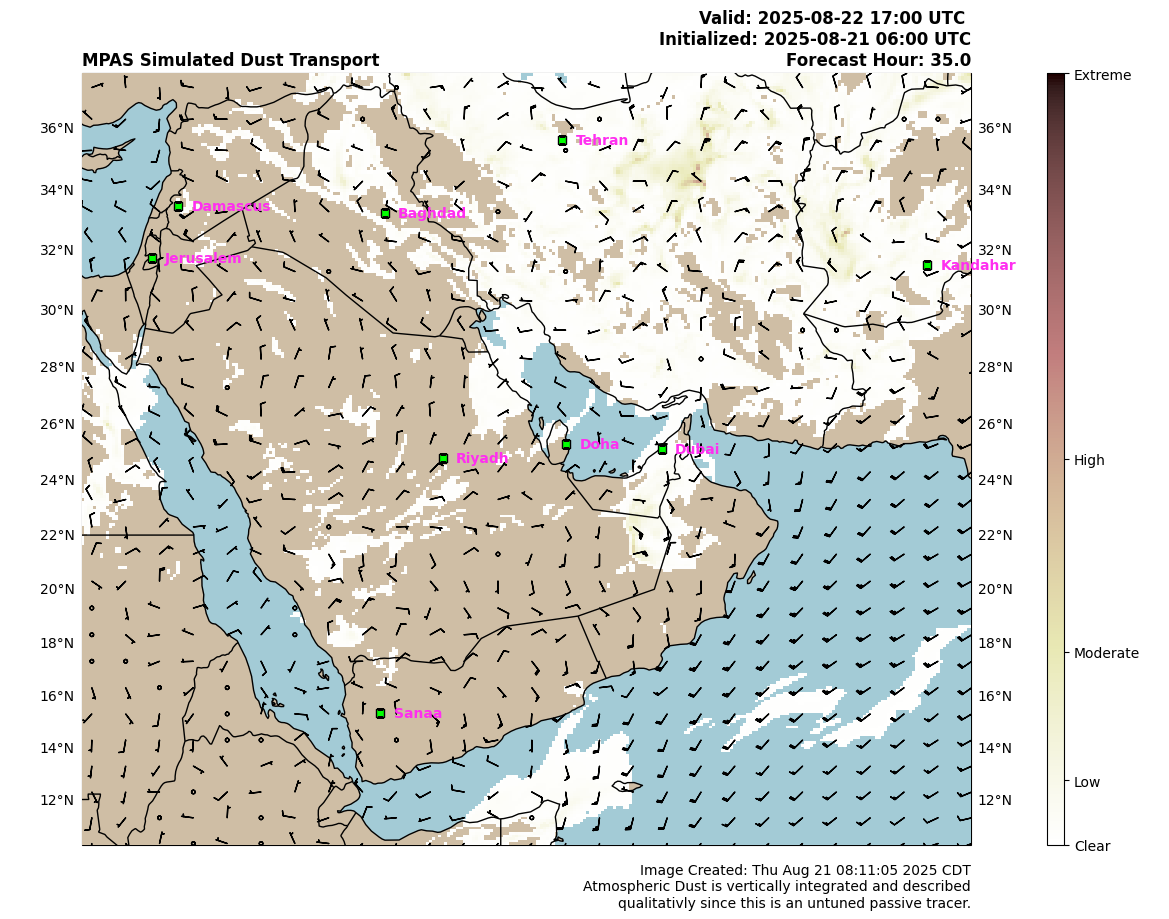 Valid: 2025-08-22 17:00 UTC
Initialized: 2025-08-21 06:00 UTC
MPAS Simulated Dust Transport
Forecast Hour: 35.0
Extreme
36°N
36°N
Tehran
34°N
34°N
Damascus
Baghdad
32°N
32°N
Jerusalem
Kandahar
30°N
30°N
28°N
28°N
26°N
26°N
Doha
Dubai
Riyadh
High
24°N
24°N
22°N
22°N
20°N
20°N
18°N
18°N
Moderate
16°N
16°N
Sanaa
14°N
14°N
Low
12°N
12°N
Clear
Image Created: Thu Aug 21 08:11:05 2025 CDT
Atmospheric Dust is vertically integrated and described
qualitativly since this is an untuned passive tracer.